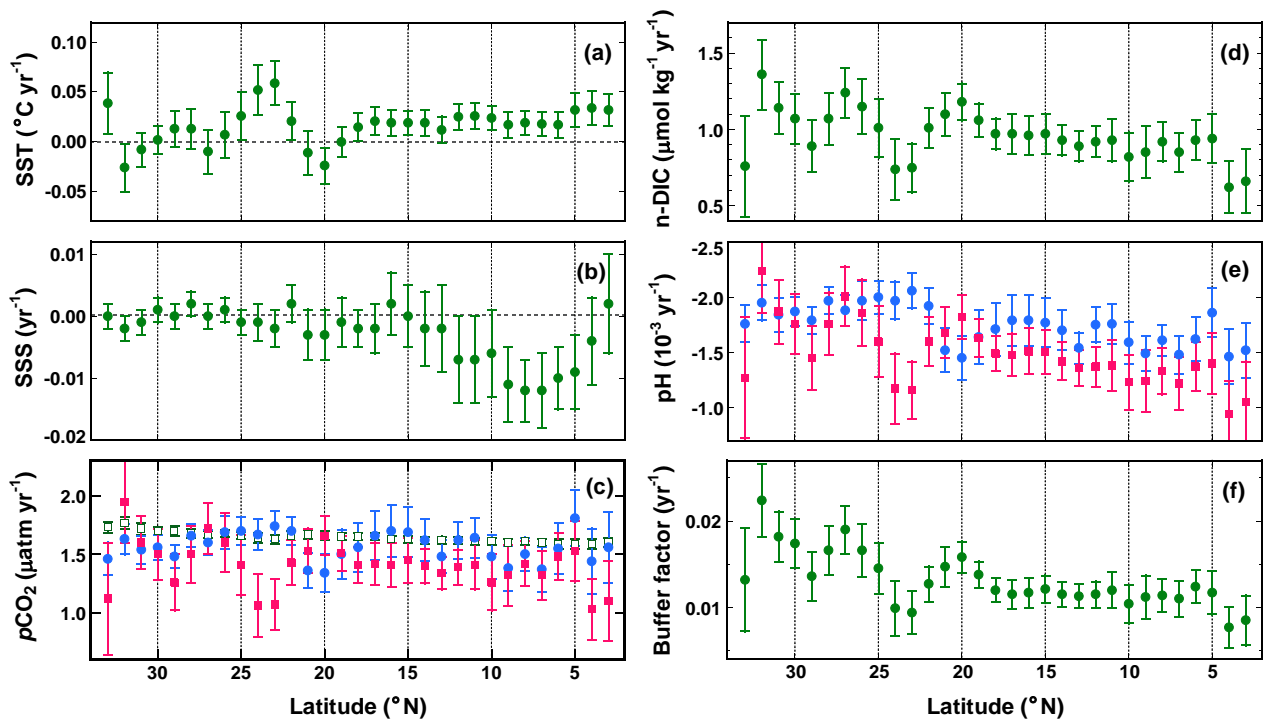 (a)
SST (°C yr⁻¹)
0.10
0.05
0.00
-0.05
(b)
SSS (yr⁻¹)
0.01
0.00
-0.01
-0.02
(c)
pCO₂ (µatm yr⁻¹)
2.0
1.5
1.0
30 25 20 15 10 5
Latitude (°N)
(d)
n-DIC (µmol kg⁻¹ yr⁻¹)
1.5
1.0
0.5
(e)
pH (10⁻³ yr⁻¹)
-2.5
-2.0
-1.5
-1.0
(f)
Buffer factor (yr⁻¹)
0.02
0.01
30 25 20 15 10 5
Latitude (°N)